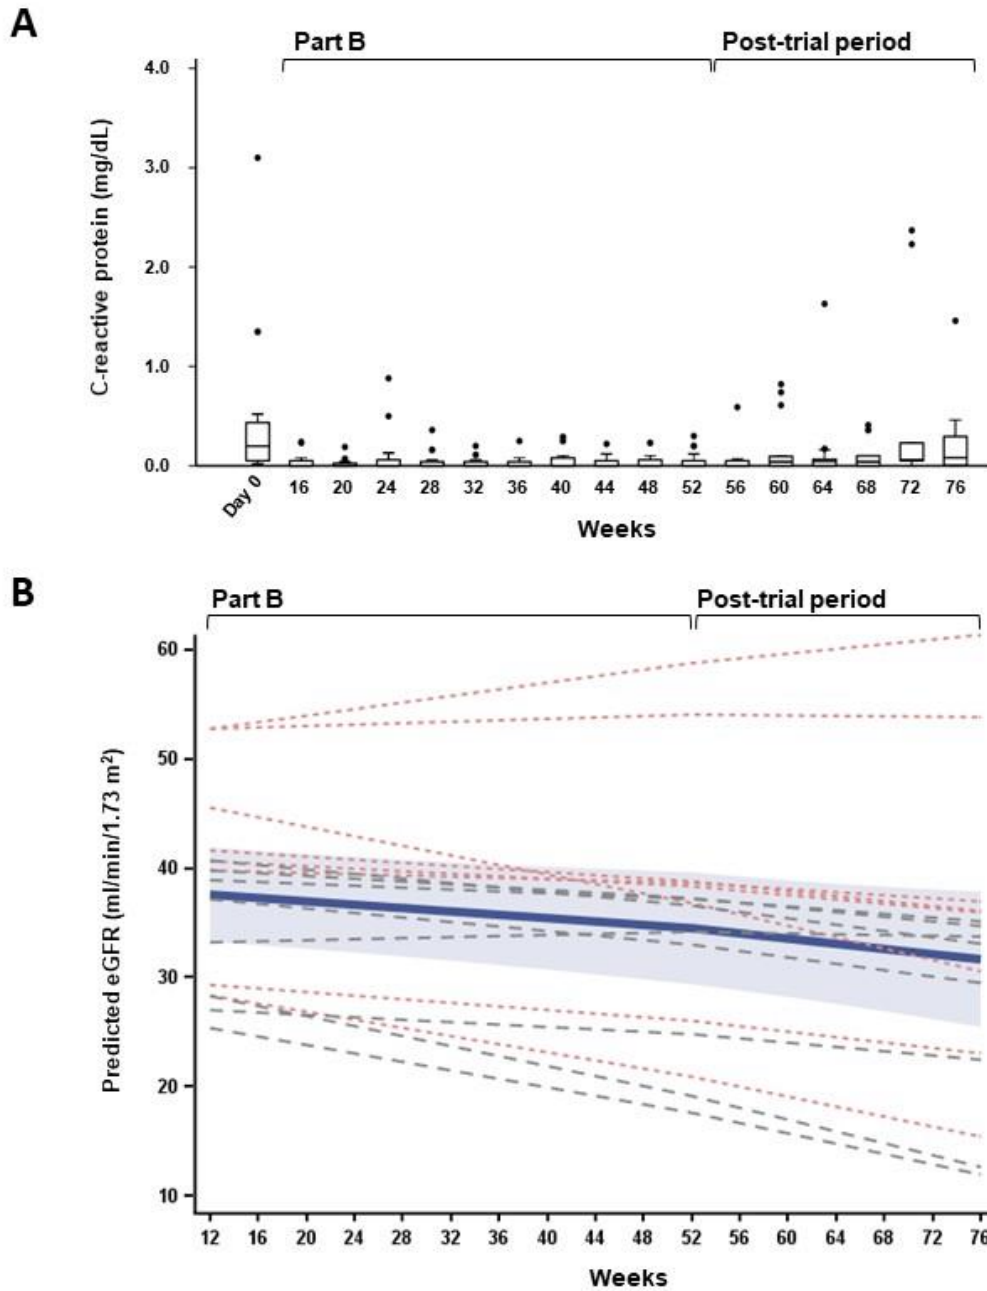 A
Part B Post-trial period
4.0
3.0
2.0
1.0
0.0
C-reactive protein (mg/dL)
Day 0 16 20 24 28 32 36 40 44 48 52 56 60 64 68 72 76
Weeks
B
Part B Post-trial period
60
50
40
30
20
10
Predicted eGFR (ml/min/1.73 m²)
12 16 20 24 28 32 36 40 44 48 52 56 60 64 68 72 76
Weeks